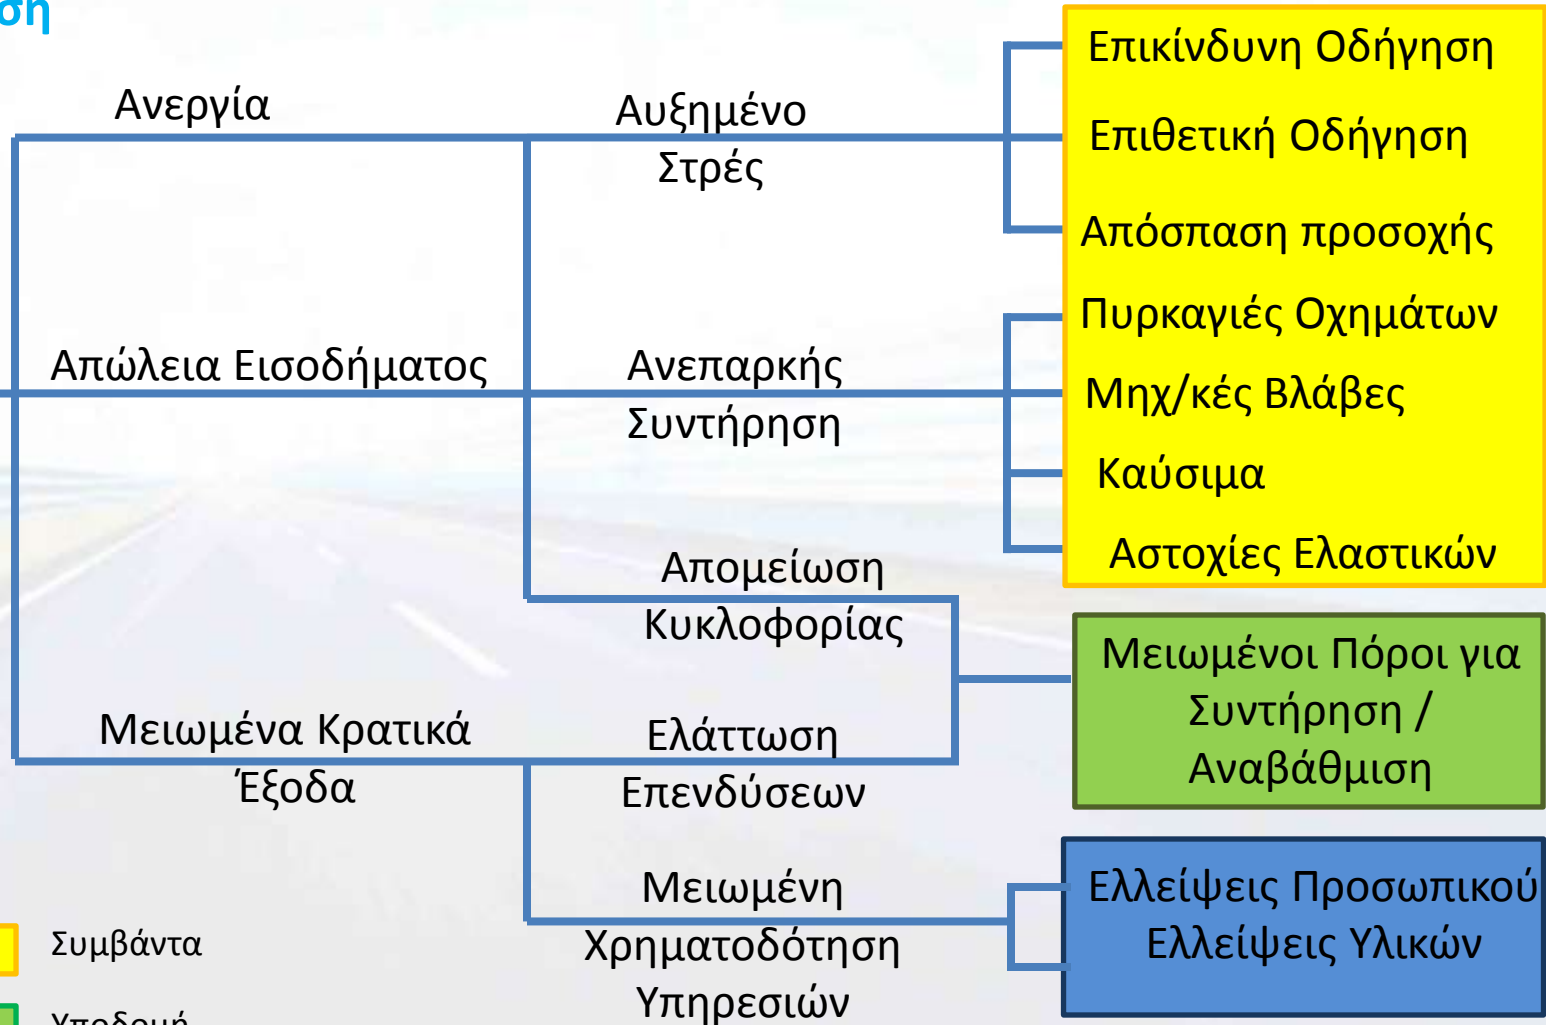 ση
Ανεργία
Απώλεια Εισοδήματος
Μειωμένα Κρατικά
Έξοδα
Αυξημένο
Στρές
Ανεπαρκής
Συντήρηση
Απομείωση
Κυκλοφορίας
Ελάττωση
Επενδύσεων
Μειωμένη
Χρηματοδότηση
Υπηρεσιών
Επικίνδυνη Οδήγηση
Επιθετική Οδήγηση
Απόσπαση προσοχής
Πυρκαγιές Οχημάτων
Μηχ/κές Βλάβες
Καύσιμα
Αστοχίες Ελαστικών
Μειωμένοι Πόροι για
Συντήρηση /
Αναβάθμιση
Ελλείψεις Προσωπικού
Ελλείψεις Υλικών
Συμβάντα
Υποδομή